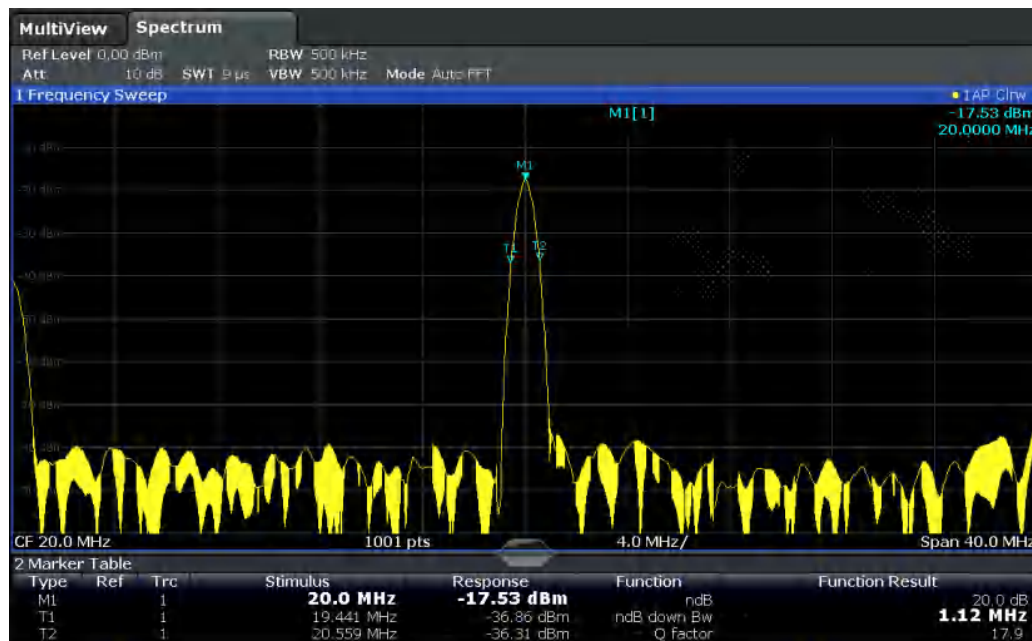 MultiView Spectrum
Ref Level 0.00 dBm RBW 500 kHz
Att 10 dB SWT 9 µs VBW 500 kHz Mode Auto FFT
1 Frequency Sweep 1AP Clrw
M1[1] -17.53 dBm
20.0000 MHz
M1
T1 T2
CF 20.0 MHz 1001 pts 4.0 MHz/ Span 40.0 MHz
2 Marker Table
Type Ref Trc Stimulus Response Function Function Result
M1 1 20.0 MHz -17.53 dBm ndB 20.0 dB
T1 1 19.441 MHz -36.86 dBm ndB down Bw 1.12 MHz
T2 1 20.559 MHz -36.31 dBm Q factor 17.9